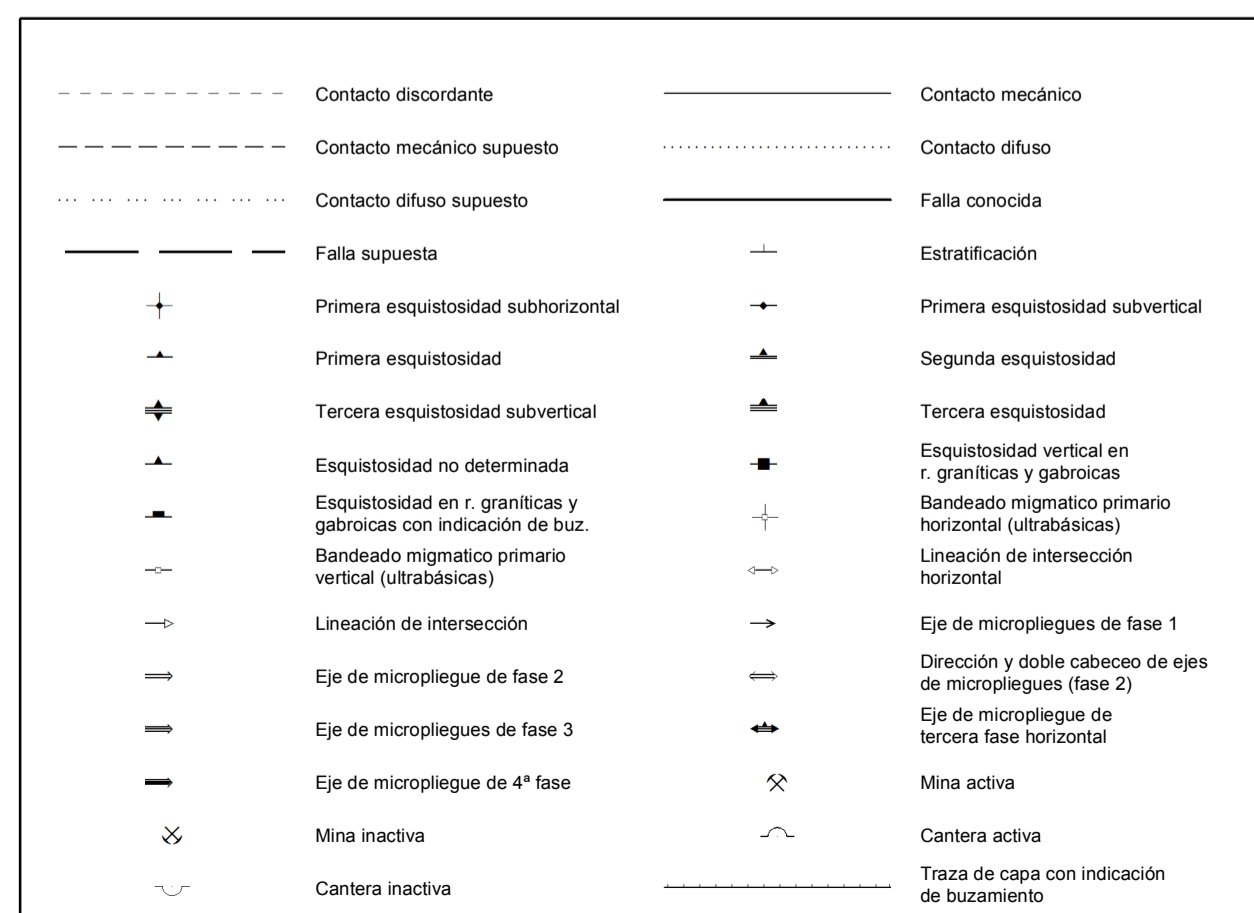 Contacto discordante
Contacto mecánico
Contacto mecánico supuesto
Contacto difuso
Contacto difuso supuesto
Falla conocida
Falla supuesta
Estratificación
Primera esquistosidad subhorizontal
Primera esquistosidad subvertical
Primera esquistosidad
Segunda esquistosidad
Tercera esquistosidad subvertical
Tercera esquistosidad
Esquistosidad no determinada
Esquistosidad vertical en
r. graníticas y gabroicas
Esquistosidad en r. graníticas y
gabroicas con indicación de buz.
Bandeado migmatico primario
horizontal (ultrabásicas)
Bandeado migmatico primario
vertical (ultrabásicas)
Lineación de intersección
horizontal
Lineación de intersección
Eje de micropliegues de fase 1
Eje de micropliegue de fase 2
Dirección y doble cabeceo de ejes
de micropliegues (fase 2)
Eje de micropliegues de fase 3
Eje de micropliegue de
tercera fase horizontal
Eje de micropliegue de 4ª fase
Mina activa
Mina inactiva
Cantera activa
Cantera inactiva
Traza de capa con indicación
de buzamiento